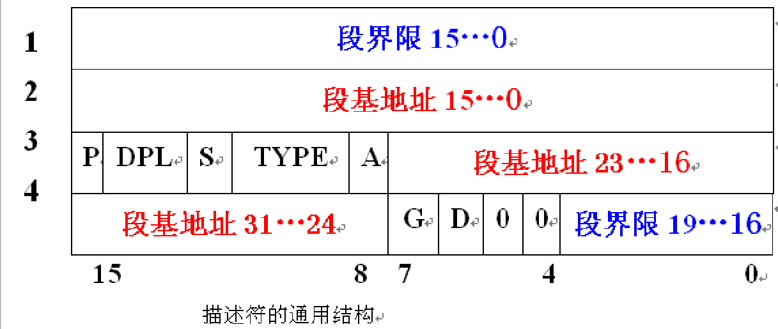 1 段界限 15…0
2 段基地址 15…0
3 P DPL S TYPE A 段基地址 23…16
4 段基地址 31…24 G D 0 0 段界限 19…16
15 8 7 4 0
描述符的通用结构